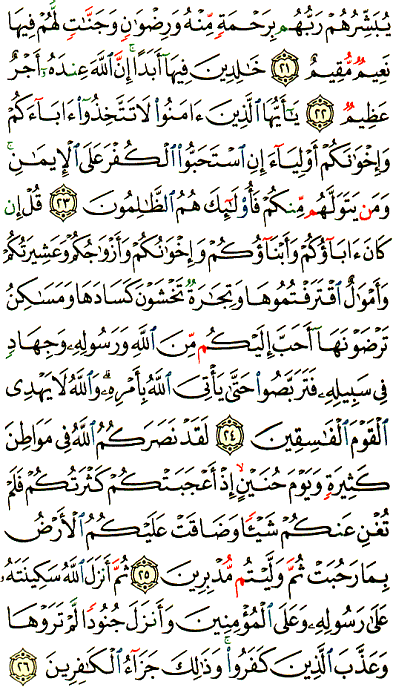 يُبَشِّرُهُمْ رَبُّهُم بِرَحْمَةٍ مِّنْهُ وَرِضْوَٰنٍ وَجَنَّٰتٍ لَّهُمْ فِيهَا
نَعِيمٌ مُّقِيمٌ ٢١ خَٰلِدِينَ فِيهَآ أَبَدًا ۚ إِنَّ ٱللَّهَ عِندَهُۥٓ أَجْرٌ
عَظِيمٌ ٢٢ يَٰٓأَيُّهَا ٱلَّذِينَ ءَامَنُوا۟ لَا تَتَّخِذُوٓا۟ ءَابَآءَكُمْ
وَإِخْوَٰنَكُمْ أَوْلِيَآءَ إِنِ ٱسْتَحَبُّوا۟ ٱلْكُفْرَ عَلَى ٱلْإِيمَٰنِ ۚ
وَمَن يَتَوَلَّهُم مِّنكُمْ فَأُو۟لَٰٓئِكَ هُمُ ٱلظَّٰلِمُونَ ٢٣ قُلْ إِن
كَانَ ءَابَآؤُكُمْ وَأَبْنَآؤُكُمْ وَإِخْوَٰنُكُمْ وَأَزْوَٰجُكُمْ وَعَشِيرَتُكُمْ
وَأَمْوَٰلٌ ٱقْتَرَفْتُمُوهَا وَتِجَٰرَةٌ تَخْشَوْنَ كَسَادَهَا وَمَسَٰكِنُ
تَرْضَوْنَهَآ أَحَبَّ إِلَيْكُم مِّنَ ٱللَّهِ وَرَسُولِهِۦ وَجِهَادٍ
فِى سَبِيلِهِۦ فَتَرَبَّصُوا۟ حَتَّىٰ يَأْتِىَ ٱللَّهُ بِأَمْرِهِۦ ۗ وَٱللَّهُ لَا يَهْدِى
ٱلْقَوْمَ ٱلْفَٰسِقِينَ ٢٤ لَقَدْ نَصَرَكُمُ ٱللَّهُ فِى مَوَاطِنَ
كَثِيرَةٍ ۙ وَيَوْمَ حُنَيْنٍ ۙ إِذْ أَعْجَبَتْكُمْ كَثْرَتُكُمْ فَلَمْ
تُغْنِ عَنكُمْ شَيْـًٔا وَضَاقَتْ عَلَيْكُمُ ٱلْأَرْضُ
بِمَا رَحُبَتْ ثُمَّ وَلَّيْتُم مُّدْبِرِينَ ٢٥ ثُمَّ أَنزَلَ ٱللَّهُ سَكِينَتَهُۥ
عَلَىٰ رَسُولِهِۦ وَعَلَى ٱلْمُؤْمِنِينَ وَأَنزَلَ جُنُودًا لَّمْ تَرَوْهَا
وَعَذَّبَ ٱلَّذِينَ كَفَرُوا۟ ۚ وَذَٰلِكَ جَزَآءُ ٱلْكَٰفِرِينَ ٢٦